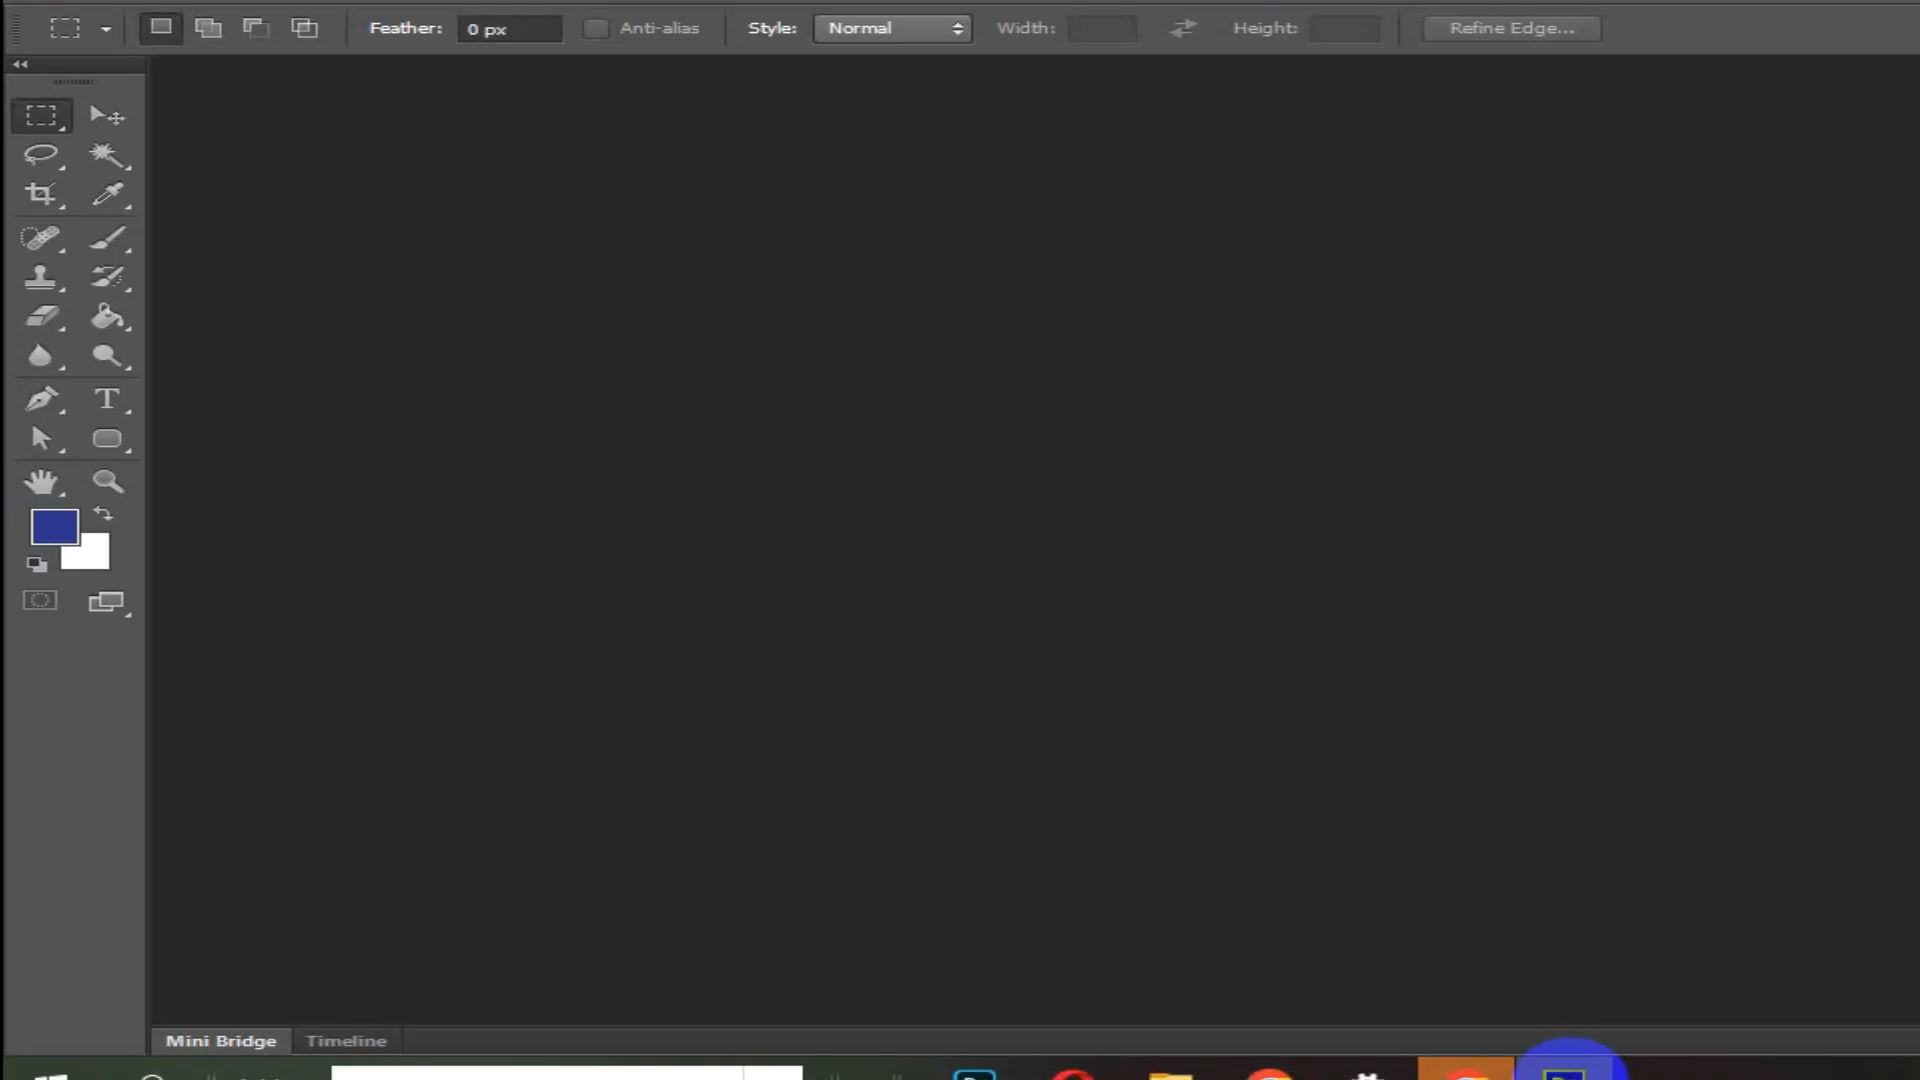 Feather: 0 px Anti-alias Style: Normal Width: Height: Refine Edge...
T
Mini Bridge Timeline